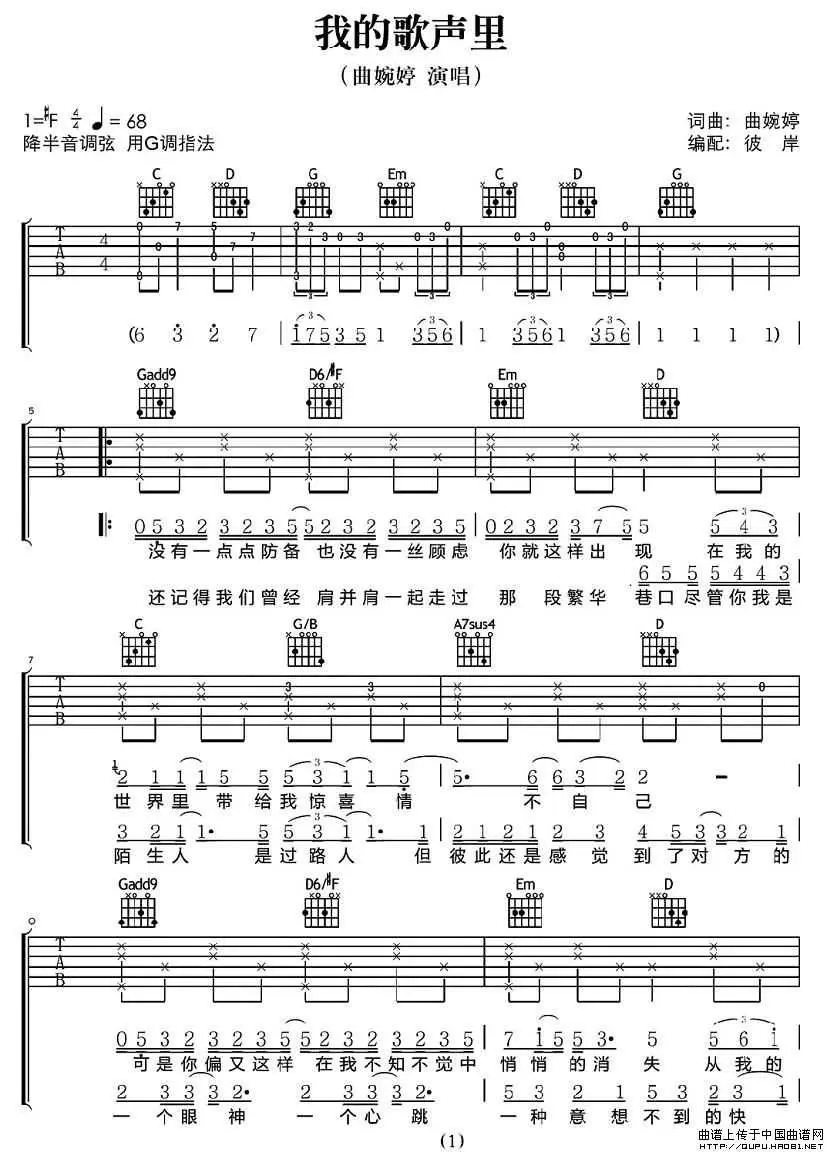 我的歌声里
（曲婉婷 演唱）
1=#F 4/4 ♩=68 词曲：曲婉婷
降半音调弦 用G调指法 编配：彼 岸
C D G Em C D G
T A B 4 4
(6 3 2 7 | 1 7 5 3 5 1 3 5 6 | 1 3 5 6 1 3 5 6 | 1 1 1 1)
Gadd9 D6/#F Em D
5
T A B
0 5 3 2 3 2 3 5 5 2 3 2 3 2 3 5 | 0 2 3 2 3 7 5 5 5 4 3
没有一点点防备 也没有一丝顾虑 你就这样出 现 在我的
6 5 5 5 4 4 3
还记得我们曾经 肩并肩一起走过 那 段繁华 巷口尽管你我是
C G/B A7sus4 D
7
T A B
2 1 1 1 5 5 5 3 1 1 5 | 5· 6 6 3 2 2 –
世界里 带给我惊喜 情 不 自 己
3 2 1 1· 5 5 3 1 1· 1 | 2 1 2 1 2 3 4 5 3 3 2 1
陌生人 是过路人 但 彼此还是感觉 到了对方的
Gadd9 D6/#F Em D
T A B
0 5 3 2 3 2 3 5 5 2 3 2 3 2 3 5 | 7 1 5 5 3· 5 5 6 1
可是你偏又这样 在我不知不觉中 悄悄的消 失 从我的
2 3 3 3 2· 2 3 3 3 2· | 5 3 2 3 5 5 3 2 2
一个眼 神 一个心 跳 一种意想不到的快
(1)
曲谱上传于中国曲谱网
HTTP://QUPU.HAO81.NET